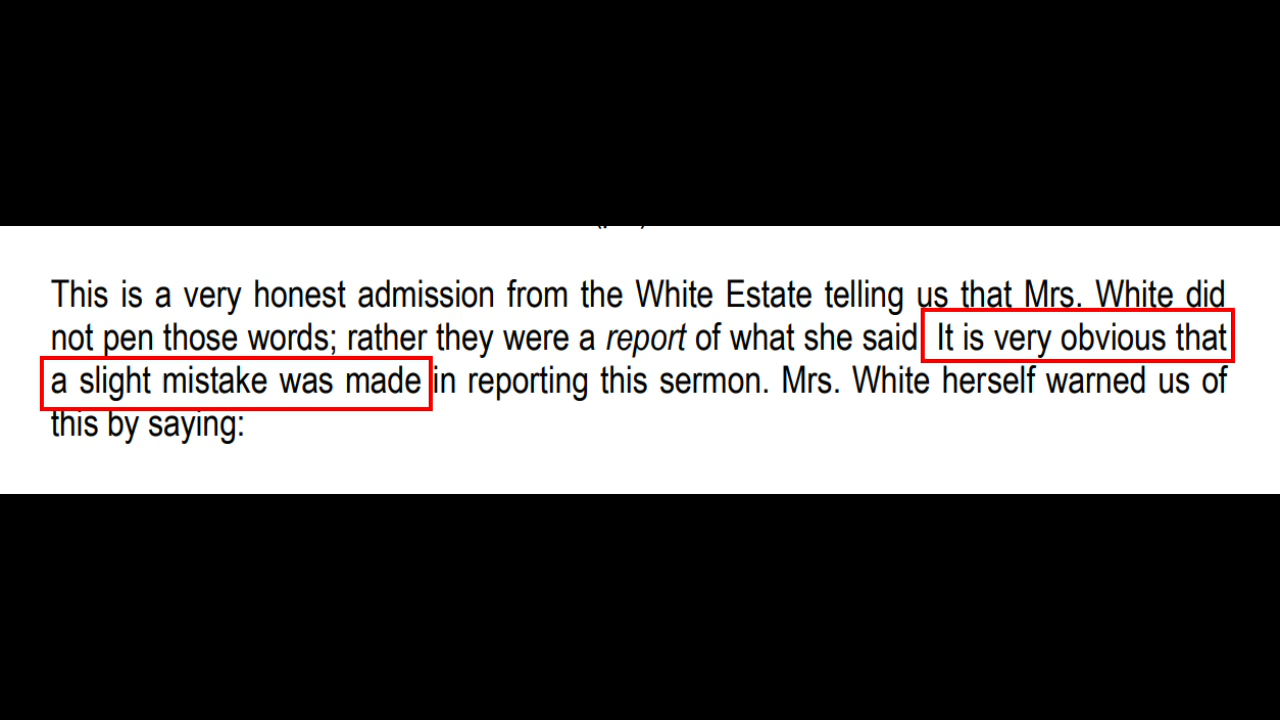 This is a very honest admission from the White Estate telling us that Mrs. White did
not pen those words; rather they were a report of what she said. It is very obvious that
a slight mistake was made in reporting this sermon. Mrs. White herself warned us of
this by saying: